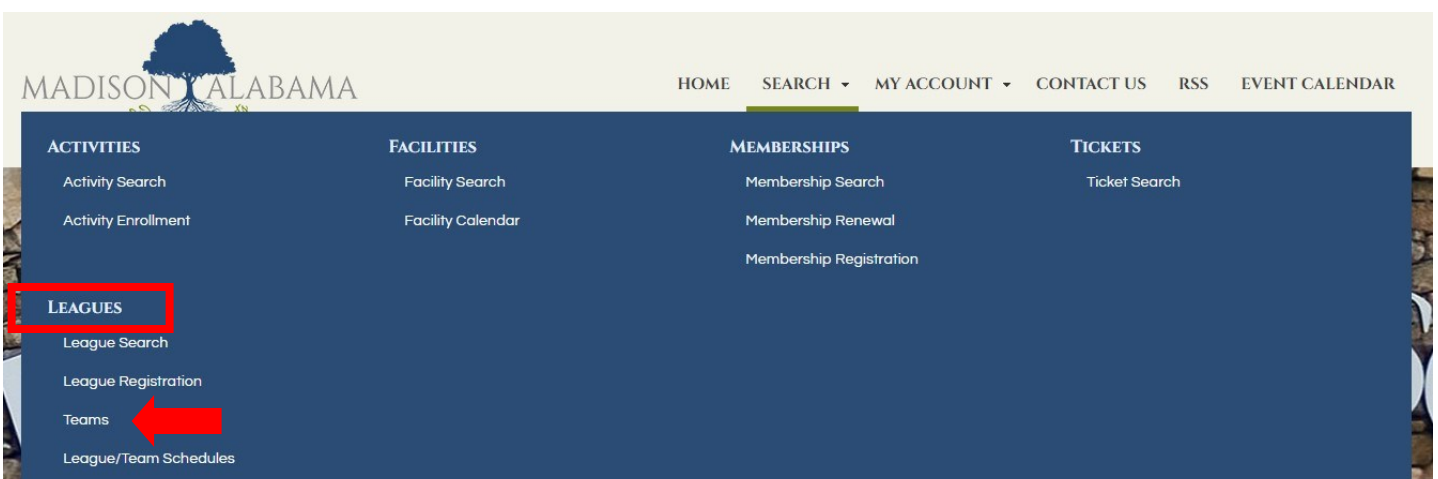 MADISON ALABAMA
HOME SEARCH MY ACCOUNT CONTACT US RSS EVENT CALENDAR
ACTIVITIES
Activity Search
Activity Enrollment
FACILITIES
Facility Search
Facility Calendar
MEMBERSHIPS
Membership Search
Membership Renewal
Membership Registration
TICKETS
Ticket Search
LEAGUES
League Search
League Registration
Teams
League/Team Schedules